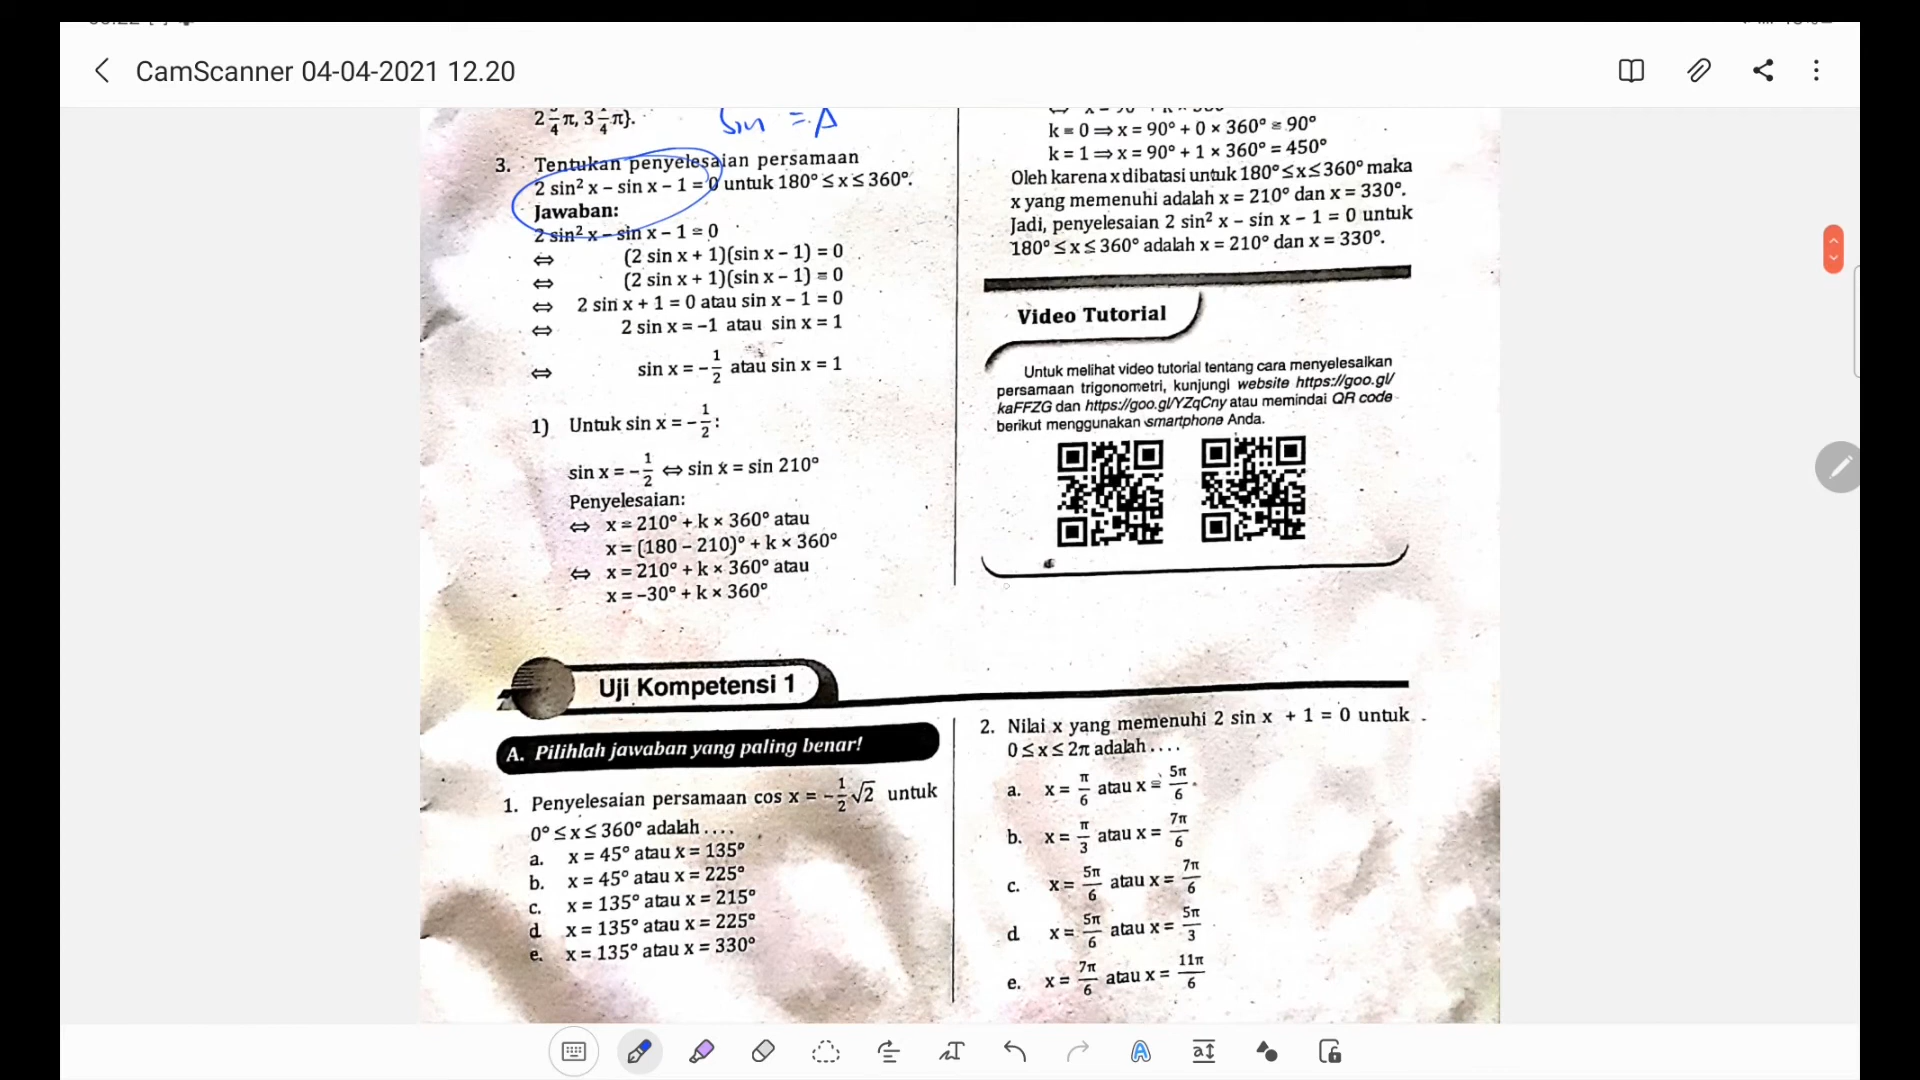 CamScanner 04-04-2021 12.20
sin = A
3. Tentukan penyelesaian persamaan
2 sin² x – sin x – 1 = 0 untuk 180° ≤ x ≤ 360°.
Jawaban:
2 sin² x – sin x – 1 = 0
⇔ (2 sin x + 1)(sin x – 1) = 0
⇔ (2 sin x + 1)(sin x – 1) = 0
⇔ 2 sin x + 1 = 0 atau sin x – 1 = 0
⇔ 2 sin x = –1 atau sin x = 1
⇔ sin x = –1/2 atau sin x = 1
1) Untuk sin x = –1/2:
sin x = –1/2 ⇔ sin x = sin 210°
Penyelesaian:
⇔ x = 210° + k × 360° atau
x = (180 – 210)° + k × 360°
⇔ x = 210° + k × 360° atau
x = –30° + k × 360°
k = 0 ⇒ x = 90° + 0 × 360° = 90°
k = 1 ⇒ x = 90° + 1 × 360° = 450°
Oleh karena x dibatasi untuk 180° ≤ x ≤ 360° maka
x yang memenuhi adalah x = 210° dan x = 330°.
Jadi, penyelesaian 2 sin² x – sin x – 1 = 0 untuk
180° ≤ x ≤ 360° adalah x = 210° dan x = 330°.
Video Tutorial
Untuk melihat video tutorial tentang cara menyelesaikan
persamaan trigonometri, kunjungi website https://goo.gl/
kaFFZG dan https://goo.gl/YZqCny atau memindai QR code
berikut menggunakan smartphone Anda.
Uji Kompetensi 1
A. Pilihlah jawaban yang paling benar!
1. Penyelesaian persamaan cos x = –1/2√2 untuk
0° ≤ x ≤ 360° adalah . . . .
a. x = 45° atau x = 135°
b. x = 45° atau x = 225°
c. x = 135° atau x = 215°
d. x = 135° atau x = 225°
e. x = 135° atau x = 330°
2. Nilai x yang memenuhi 2 sin x + 1 = 0 untuk
0 ≤ x ≤ 2π adalah . . . .
a. x = π/6 atau x = 5π/6
b. x = π/3 atau x = 7π/6
c. x = 5π/6 atau x = 7π/6
d. x = 5π/6 atau x = 5π/3
e. x = 7π/6 atau x = 11π/6